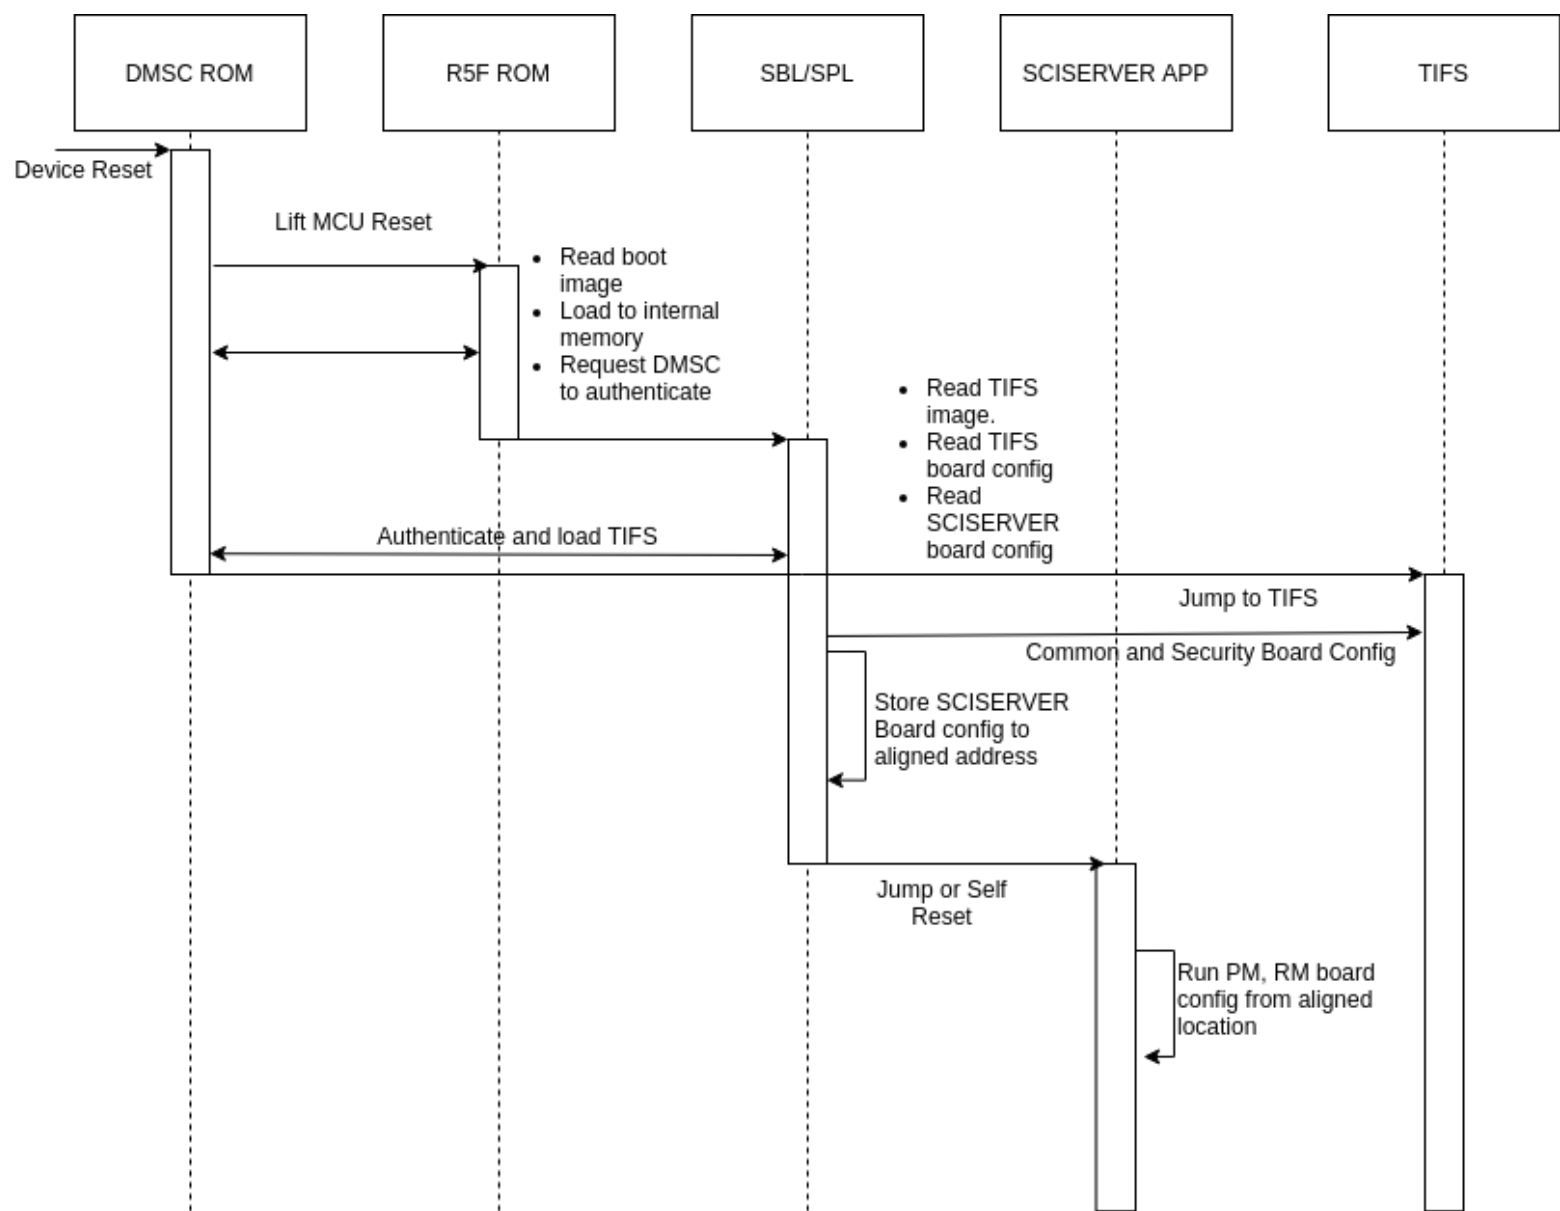 DMSC ROM
R5F ROM
SBL/SPL
SCISERVER APP
TIFS
Device Reset
Lift MCU Reset
• Read boot
image
• Load to internal
memory
• Request DMSC
to authenticate
• Read TIFS
image.
• Read TIFS
board config
• Read
SCISERVER
board config
Authenticate and load TIFS
Jump to TIFS
Common and Security Board Config
Store SCISERVER
Board config to
aligned address
Jump or Self
Reset
Run PM, RM board
config from aligned
location